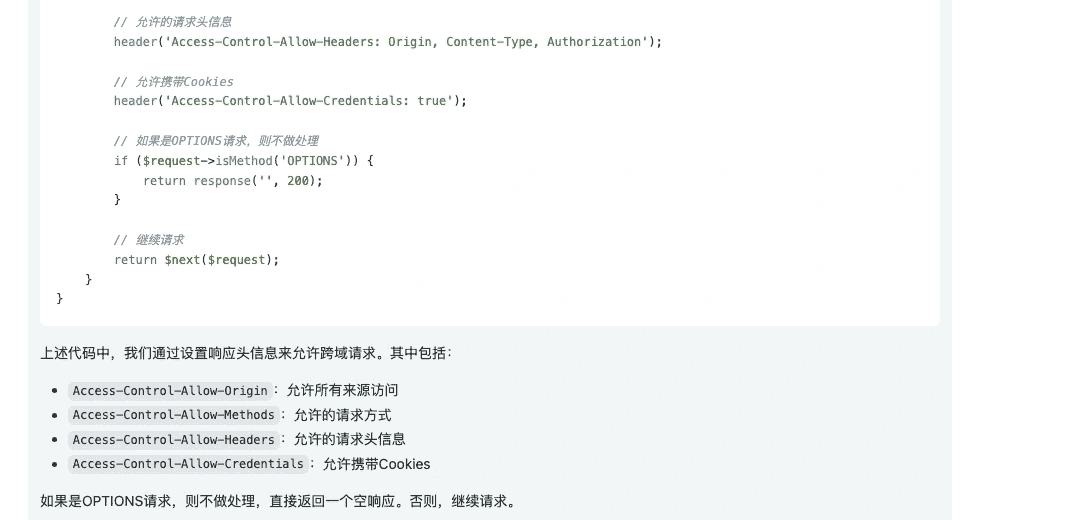 // 允许的请求头信息
header('Access-Control-Allow-Headers: Origin, Content-Type, Authorization');
// 允许携带Cookies
header('Access-Control-Allow-Credentials: true');
// 如果是OPTIONS请求，则不做处理
if ($request->isMethod('OPTIONS')) {
return response('', 200);
}
// 继续请求
return $next($request);
}
}
上述代码中，我们通过设置响应头信息来允许跨域请求。其中包括：
• Access-Control-Allow-Origin：允许所有来源访问
• Access-Control-Allow-Methods：允许的请求方式
• Access-Control-Allow-Headers：允许的请求头信息
• Access-Control-Allow-Credentials：允许携带Cookies
如果是OPTIONS请求，则不做处理，直接返回一个空响应。否则，继续请求。